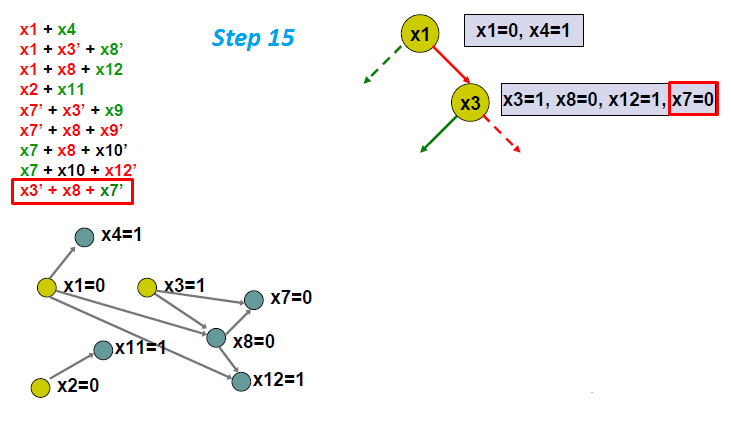 Step 15
x1 + x4
x1 + x3’ + x8’
x1 + x8 + x12
x2 + x11
x7’ + x3’ + x9
x7’ + x8 + x9’
x7 + x8 + x10’
x7 + x10 + x12’
x3’ + x8 + x7’
x1
x1=0, x4=1
x3
x3=1, x8=0, x12=1, x7=0
x4=1
x1=0
x3=1
x7=0
x8=0
x11=1
x12=1
x2=0